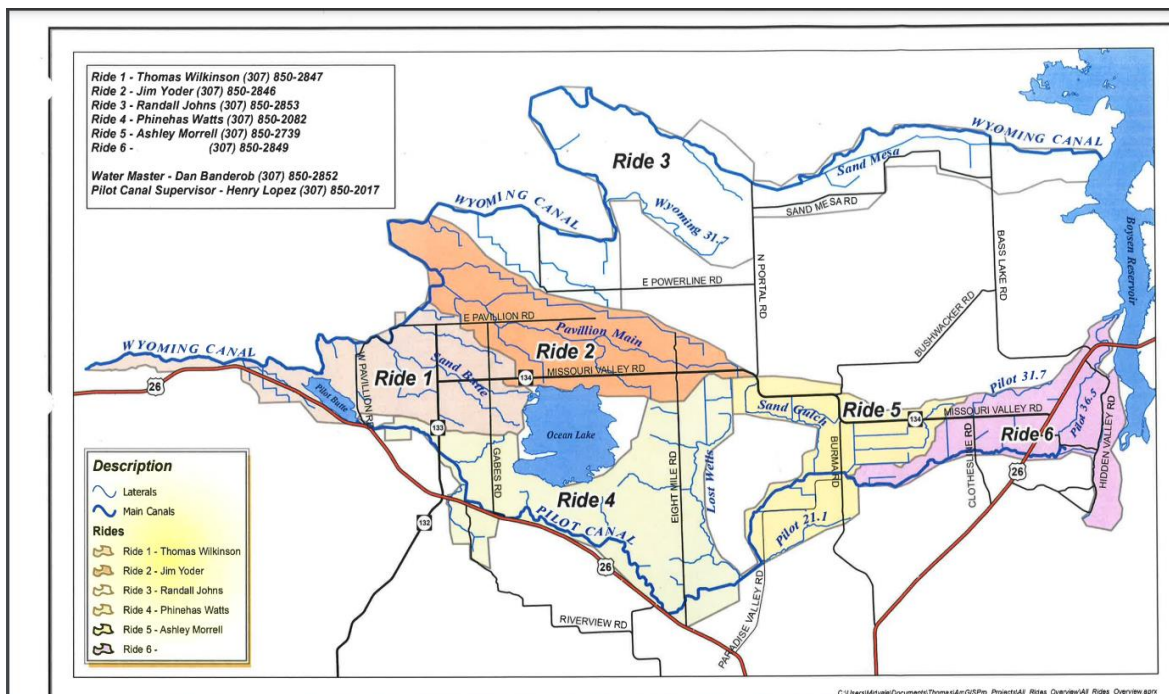 Ride 1 - Thomas Wilkinson (307) 850-2847
Ride 2 - Jim Yoder (307) 850-2846
Ride 3 - Randall Johns (307) 850-2853
Ride 4 - Phinehas Watts (307) 850-2082
Ride 5 - Ashley Morrell (307) 850-2739
Ride 6 - (307) 850-2849
Water Master - Dan Banderob (307) 850-2852
Pilot Canal Supervisor - Henry Lopez (307) 850-2017
WYOMING CANAL
Ride 3
Sand Mesa
WYOMING CANAL
Wyoming 31.7
SAND MESA RD
Boysen Reservoir
N PORTAL RD
BASS LAKE RD
E POWERLINE RD
BUSHWACKER RD
E PAVILLION RD
Pavillion Main
WYOMING CANAL
26
W PAVILLION RD
Sand Butte
Ride 2
Ride 1
134
MISSOURI VALLEY RD
Pilot Butte
Pilot 31.7
Sand Gulch
Ride 5
134
MISSOURI VALLEY RD
Pilot 36.5
133
Ocean Lake
Ride 6
GABES RD
EIGHT MILE RD
Lost Wells
BURMA RD
CLOTHESLINE RD
26
HIDDEN VALLEY RD
Ride 4
132
PILOT CANAL
Pilot 21.1
26
PARADISE VALLEY RD
RIVERVIEW RD
Description
Laterals
Main Canals
Rides
Ride 1 - Thomas Wilkinson
Ride 2 - Jim Yoder
Ride 3 - Randall Johns
Ride 4 - Phinehas Watts
Ride 5 - Ashley Morrell
Ride 6 -